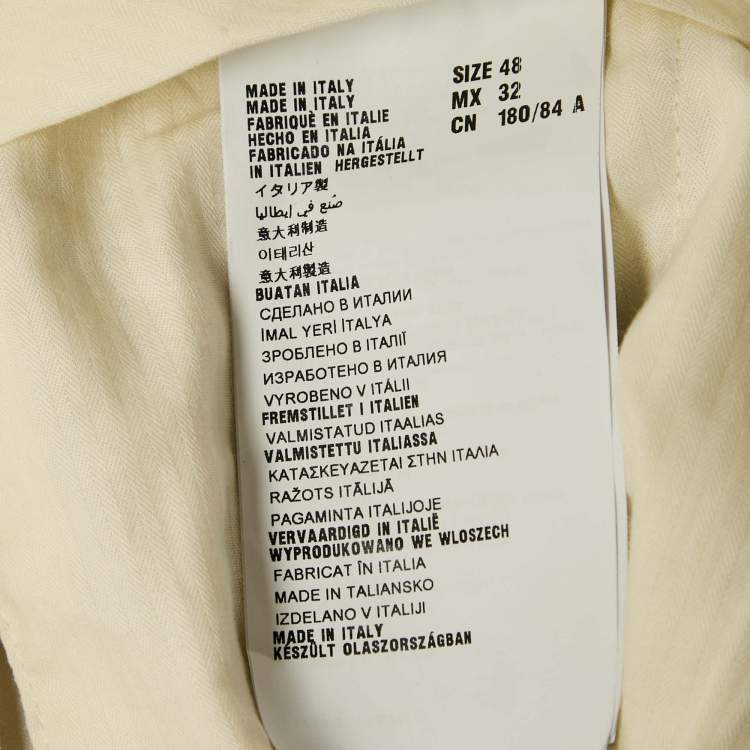 MADE IN ITALY
MADE IN ITALY
FABRIQUÈ EN ITALIE
HECHO EN ITALIA
FABRICADO NA ITÁLIA
IN ITALIEN HERGESTELLT
イタリア製
صُنع في إيطاليا
意大利制造
이테리산
意大利製造
BUATAN ITALIA
СДЕЛАНО В ИТАЛИИ
İMAL YERİ İTALYA
ЗРОБЛЕНО В ІТАЛІЇ
ИЗРАБОТЕНО В ИТАЛИЯ
VYROBENO V ITÁLII
FREMSTILLET I ITALIEN
VALMISTATUD ITAALIAS
VALMISTETTU ITALIASSA
ΚΑΤΑΣΚΕΥΑΖΕΤΑΙ ΣΤΗΝ ΙΤΑΛΙΑ
RAŽOTS ITĀLIJĀ
PAGAMINTA ITALIJOJE
VERVAARDIGD IN ITALIË
WYPRODUKOWANO WE WLOSZECH
FABRICAT ÎN ITALIA
MADE IN TALIANSKO
IZDELANO V ITALIJI
MADE IN ITALY
KÉSZÜLT OLASZORSZÁGBAN
SIZE 48
MX 32
CN 180/84 A